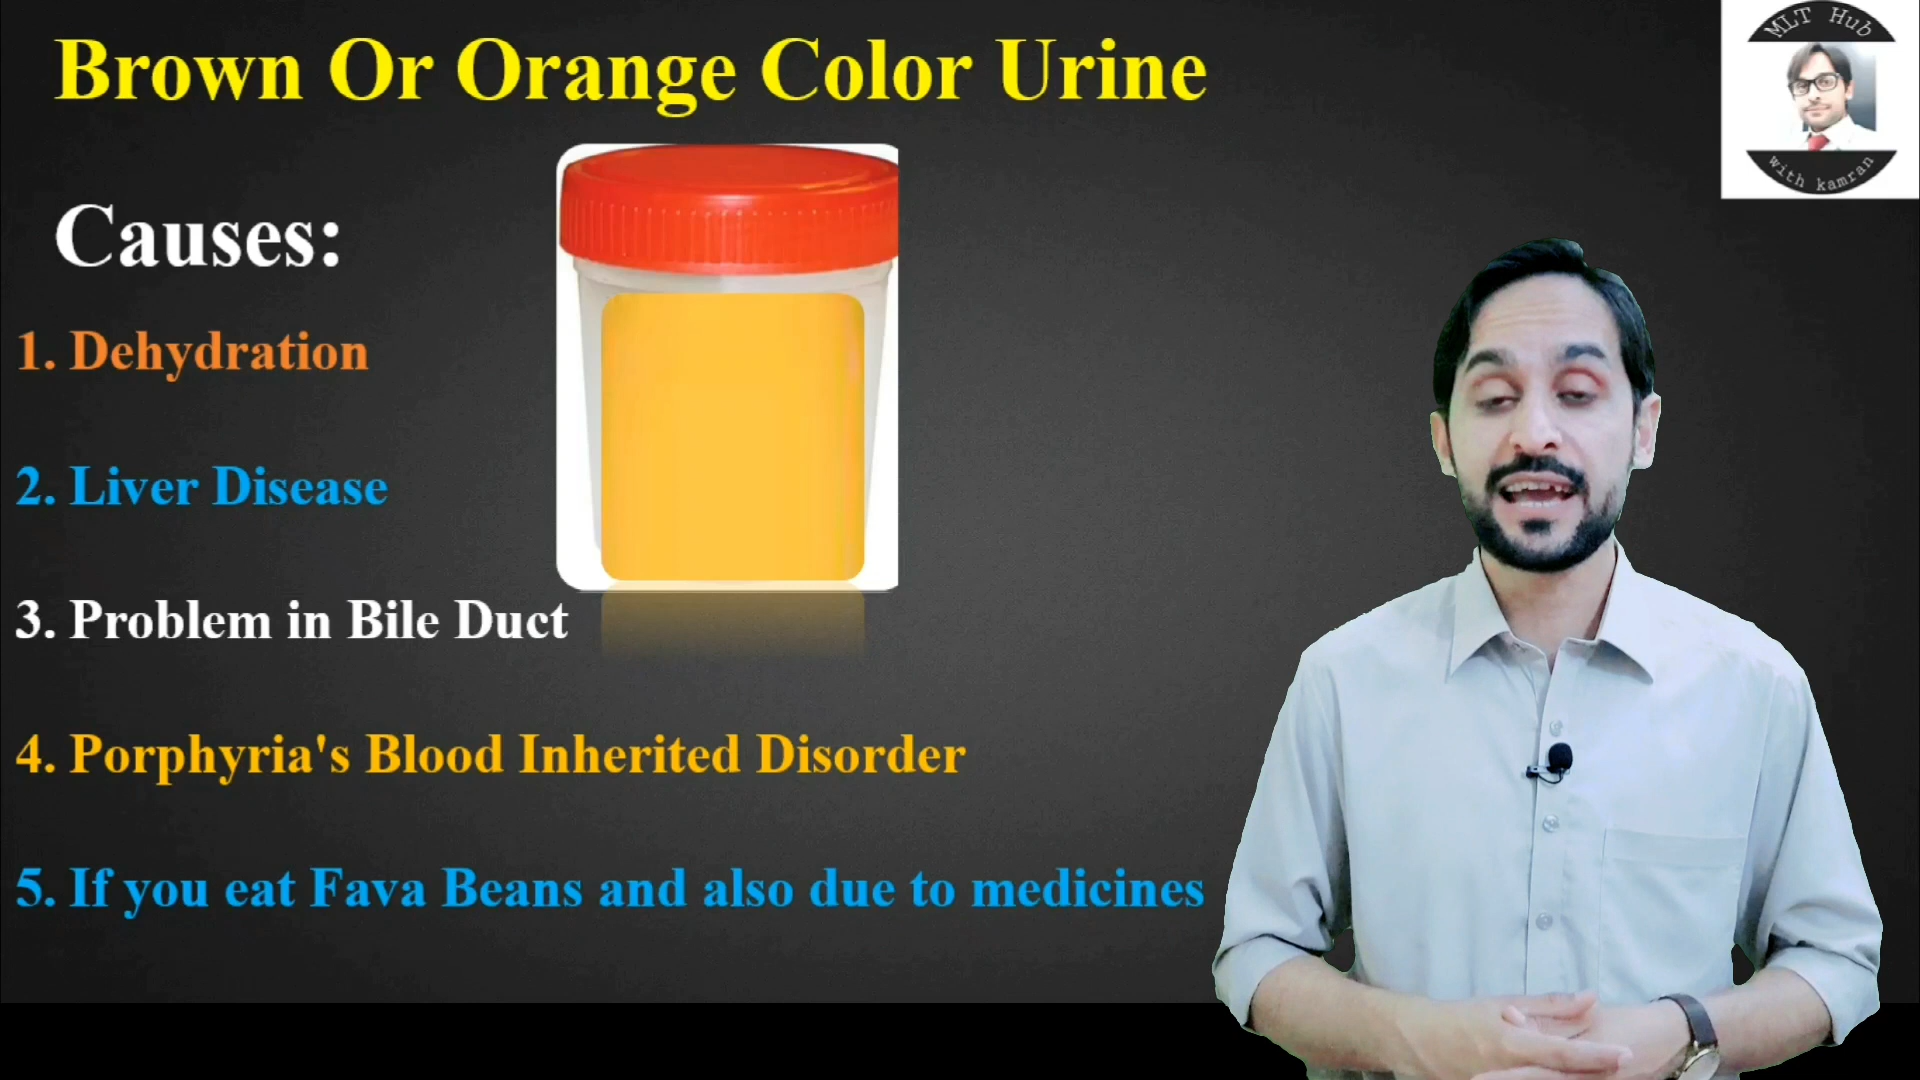 Brown Or Orange Color Urine
MLT Hub
with kamran
Causes:
1. Dehydration
2. Liver Disease
3. Problem in Bile Duct
4. Porphyria's Blood Inherited Disorder
5. If you eat Fava Beans and also due to medicines